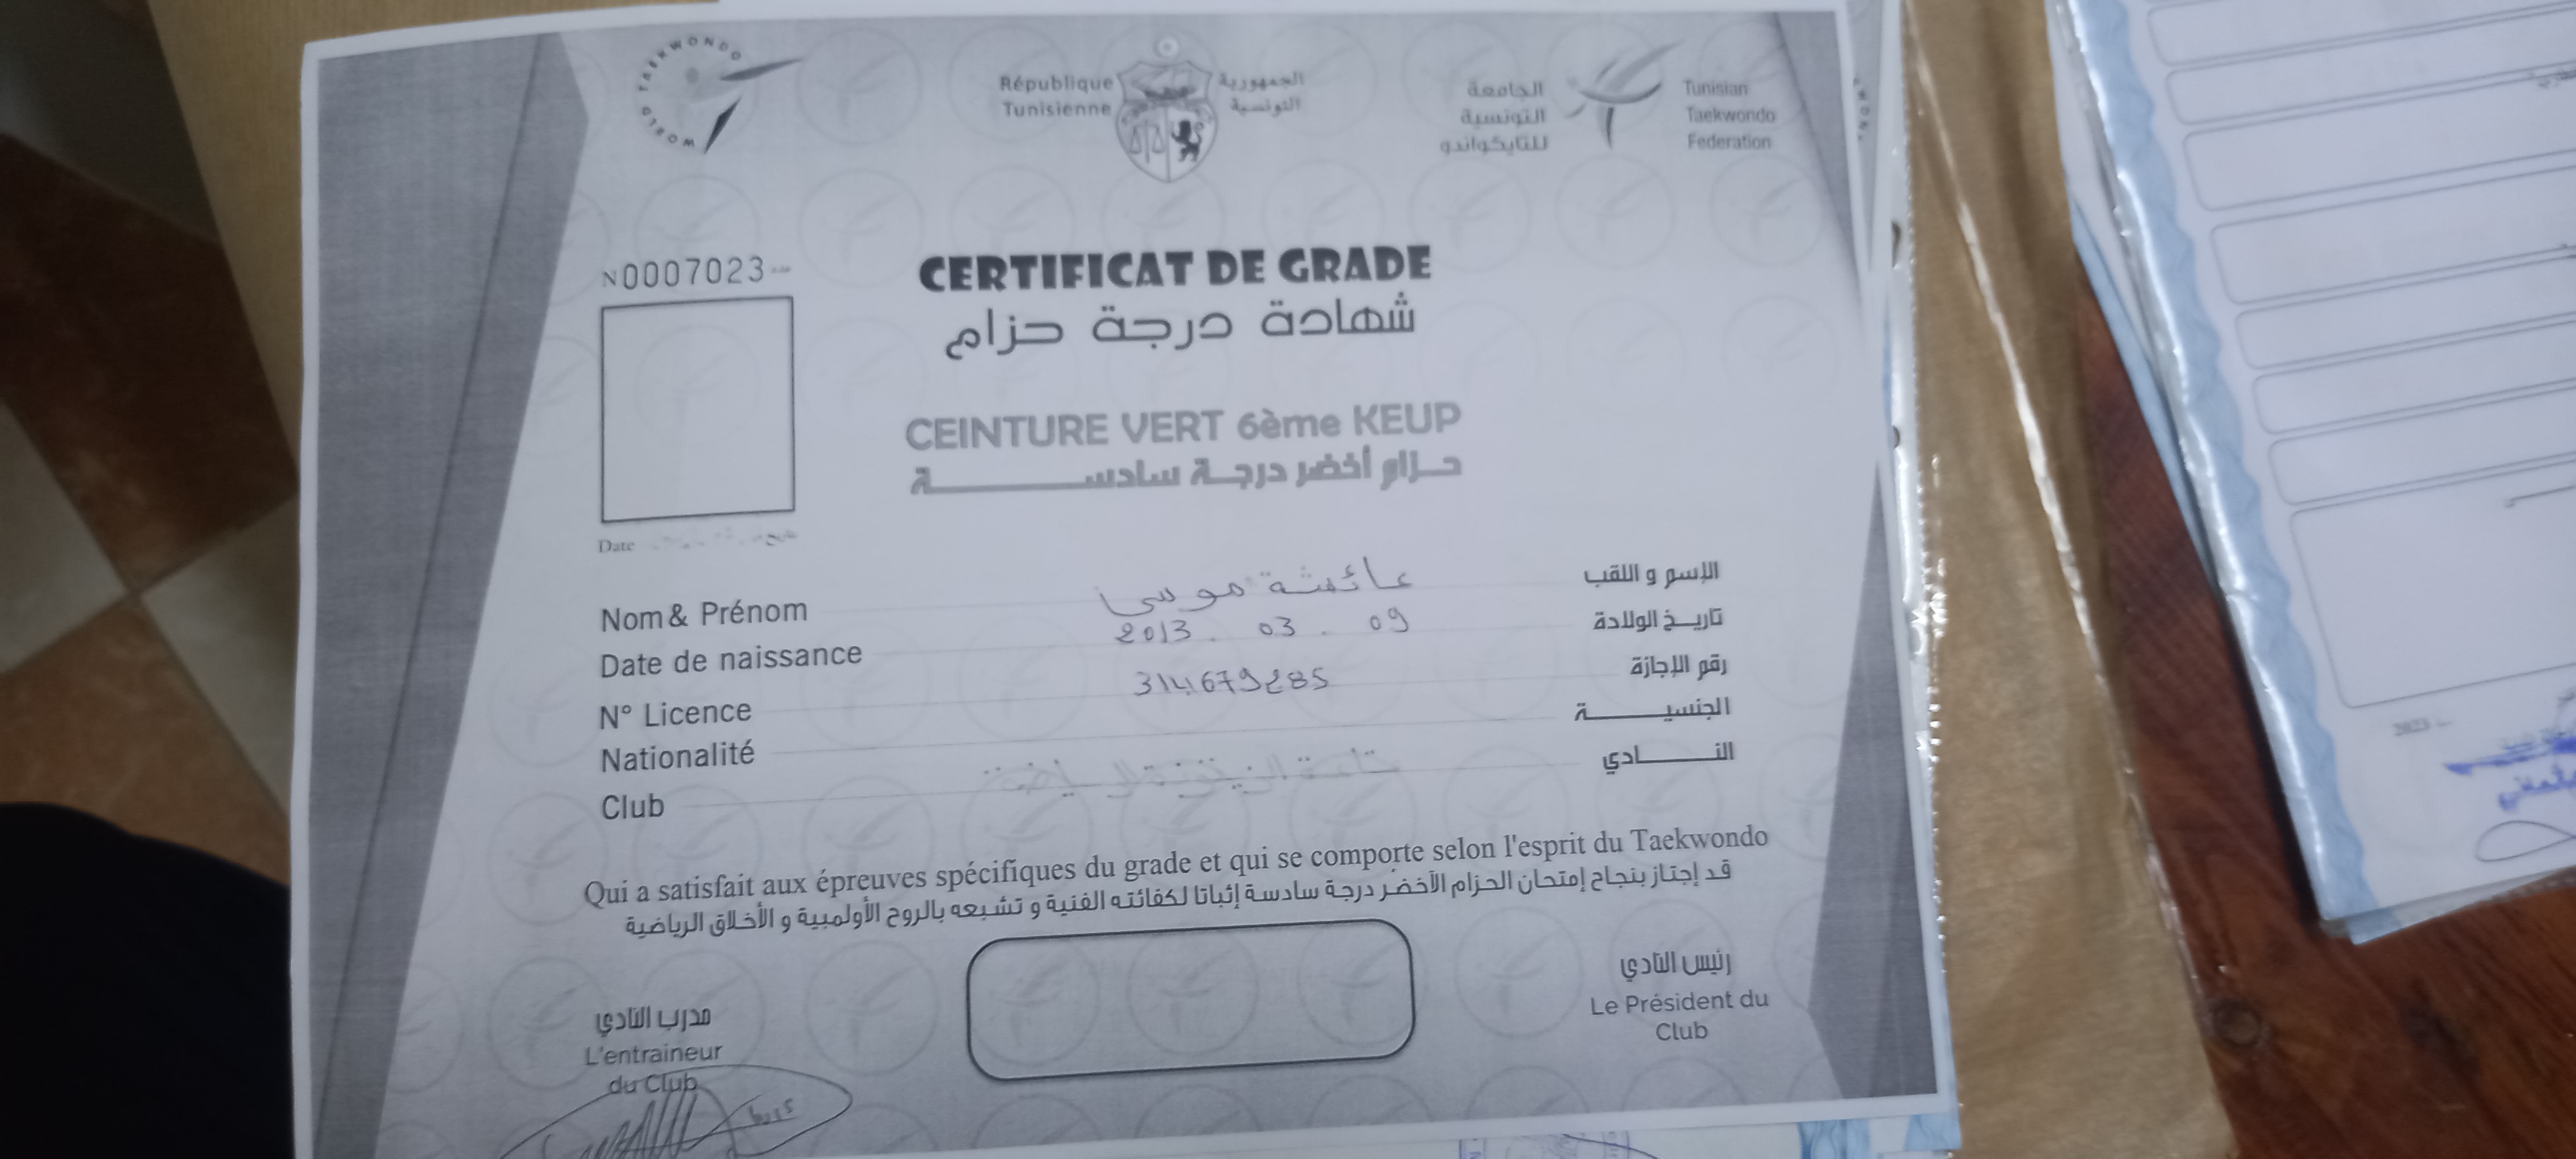 WORLD TAEKWONDO
République Tunisienne
الجمهورية التونسية
الجامعة التونسية للتايكواندو
Tunisian Taekwondo Federation
N0007023
CERTIFICAT DE GRADE
شهادة درجة حزام
CEINTURE VERT 6ème KEUP
حزام أخضر درجة سادسة
Date
Nom& Prénom عائشة موسى الإسم و اللقب
Date de naissance 2013 . 03 . 09 تاريخ الولادة
N° Licence رقم الإجازة
Nationalité الجنسية
Club النادي
Qui a satisfait aux épreuves spécifiques du grade et qui se comporte selon l'esprit du Taekwondo
قد إجتاز بنجاح إمتحان الحزام الأخضر درجة سادسة إثباتا لكفائته الفنية و تشبعه بالروح الأولمبية و الأخلاق الرياضية
مدرب النادي
L'entraineur
du Club
رئيس النادي
Le Président du
Club